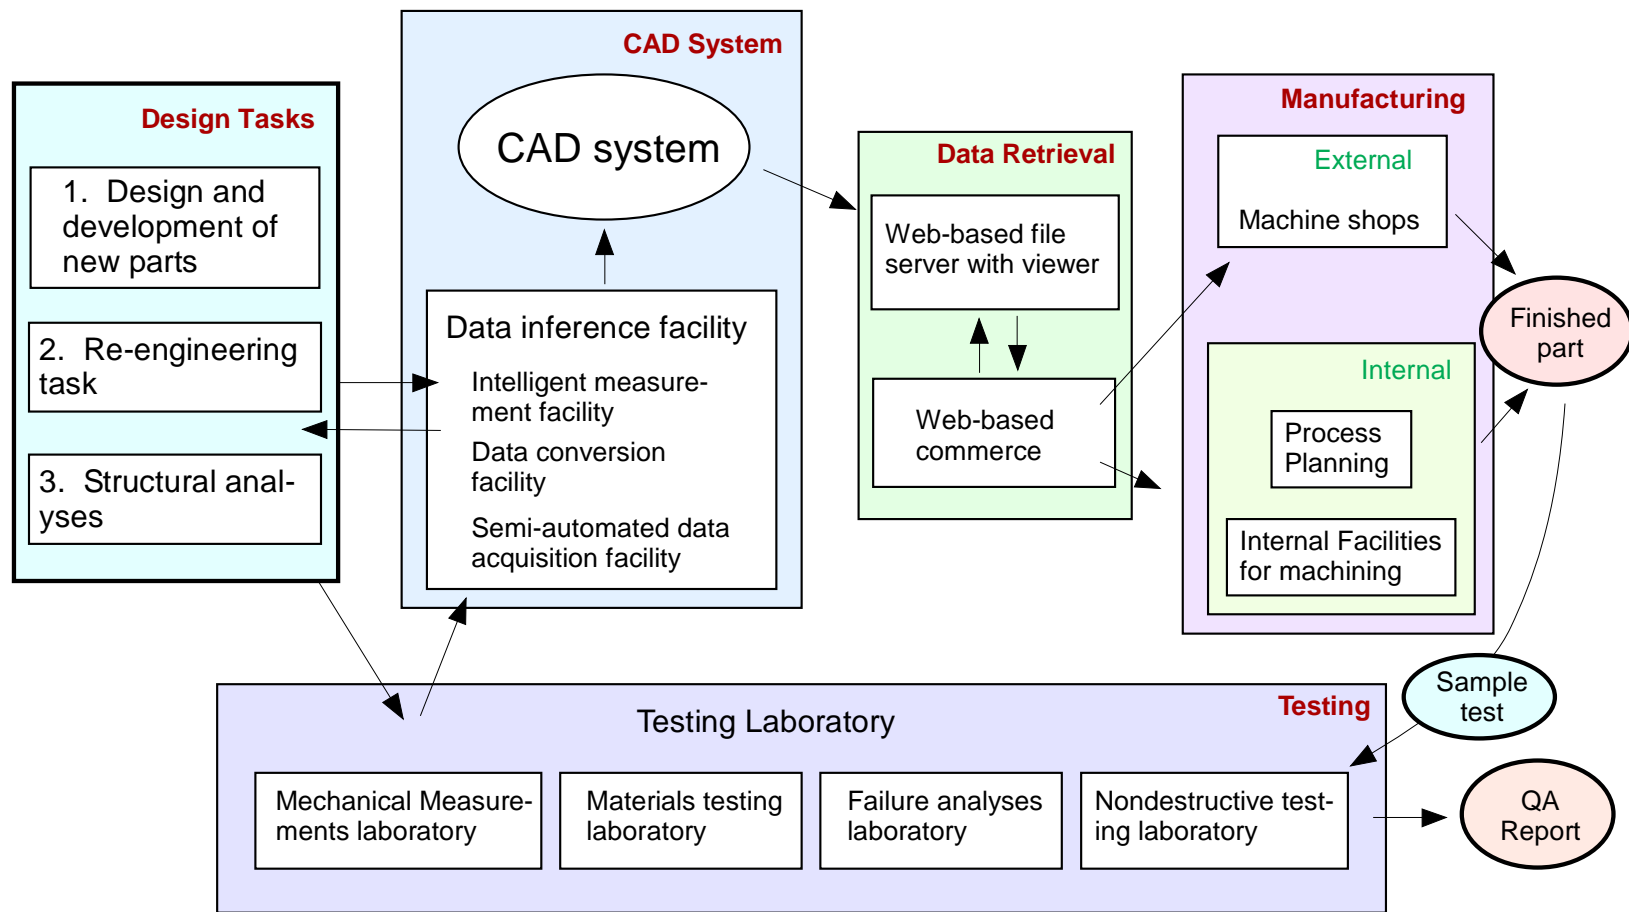 Design Tasks
1.  Design and
development of
new parts
2.  Re-engineering
task
3.  Structural anal-
yses
CAD System
CAD system
Data inference facility
Intelligent measure-
ment facility
Data conversion
facility
Semi-automated data
acquisition facility
Data Retrieval
Web-based file
server with viewer
Web-based
commerce
Manufacturing
External
Machine shops
Internal
Process
Planning
Internal Facilities
for machining
Finished
part
Sample
test
Testing
Testing Laboratory
Mechanical Measure-
ments laboratory
Materials testing
laboratory
Failure analyses
laboratory
Nondestructive test-
ing laboratory
QA
Report